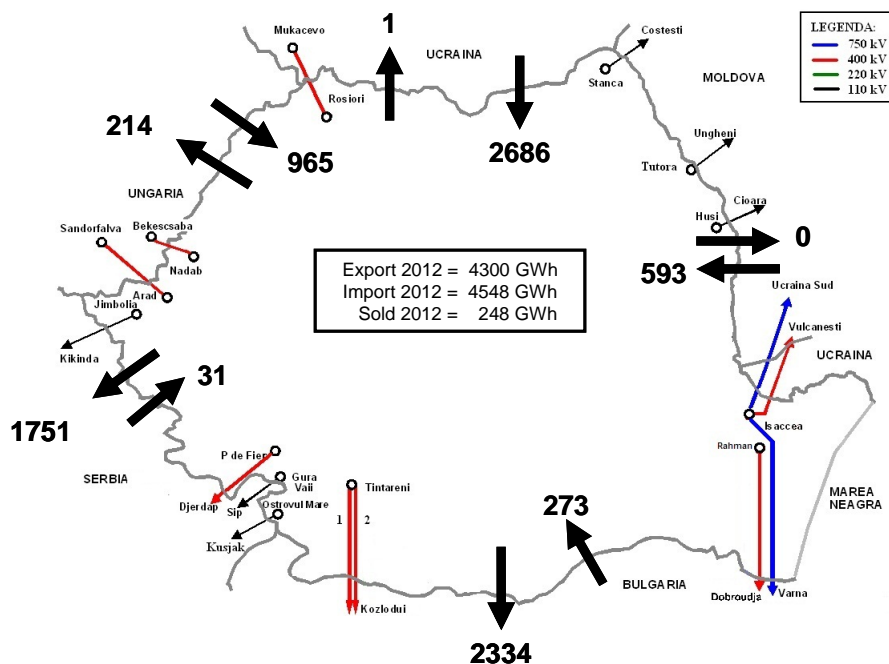 Mukacevo
1
UCRAINA
Costesti
LEGENDA:
750 kV
400 kV
220 kV
110 kV
Rosiori
Stanca
MOLDOVA
214
965
2686
Ungheni
Tutora
UNGARIA
Cioara
Husi
Sandorfalva
Bekescsaba
Nadab
0
593
Export 2012 = 4300 GWh
Import 2012 = 4548 GWh
Sold 2012 = 248 GWh
Arad
Jimbolia
Kikinda
Ucraina Sud
Vulcanesti
UCRAINA
31
1751
Isaccea
Rahman
P de Fier
SERBIA
Gura
Vaii
Tintareni
Djerdap
Sip
Ostrovul Mare
Kusjak
1 2
273
MAREA
NEAGRA
BULGARIA
Kozlodui
Dobroudja
Varna
2334